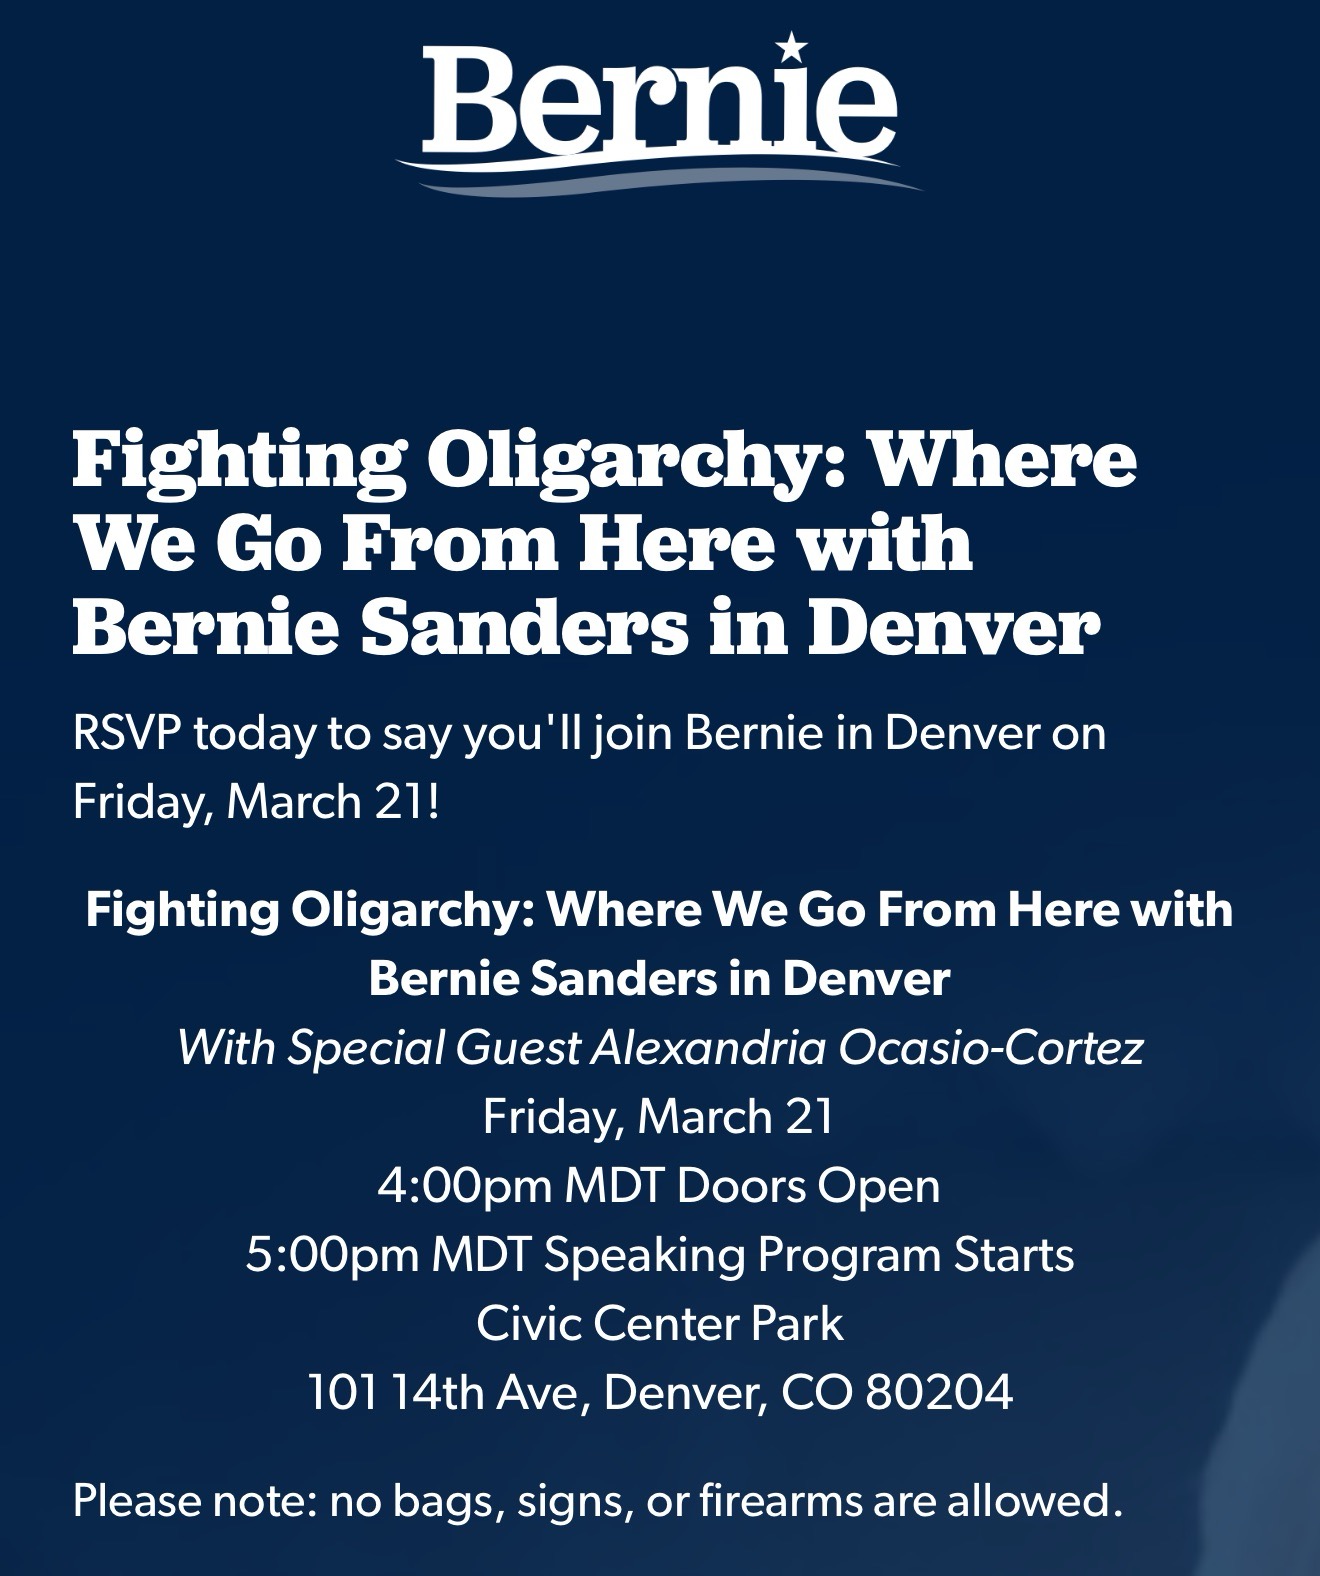 Bernie
Fighting Oligarchy: Where
We Go From Here with
Bernie Sanders in Denver
RSVP today to say you'll join Bernie in Denver on
Friday, March 21!
Fighting Oligarchy: Where We Go From Here with
Bernie Sanders in Denver
With Special Guest Alexandria Ocasio-Cortez
Friday, March 21
4:00pm MDT Doors Open
5:00pm MDT Speaking Program Starts
Civic Center Park
101 14th Ave, Denver, CO 80204
Please note: no bags, signs, or firearms are allowed.